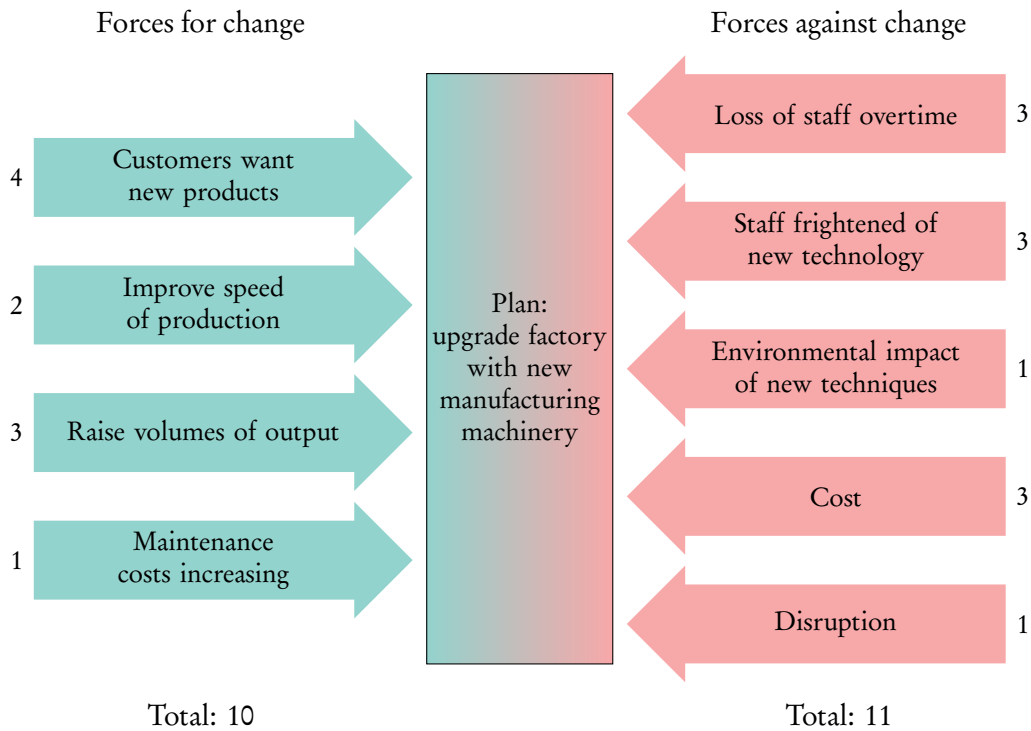 Forces for change
4
Customers want
new products
2
Improve speed
of production
3
Raise volumes of output
1
Maintenance
costs increasing
Total: 10
Plan:
upgrade factory
with new
manufacturing
machinery
Forces against change
Loss of staff overtime
3
Staff frightened of
new technology
3
Environmental impact
of new techniques
1
Cost
3
Disruption
1
Total: 11